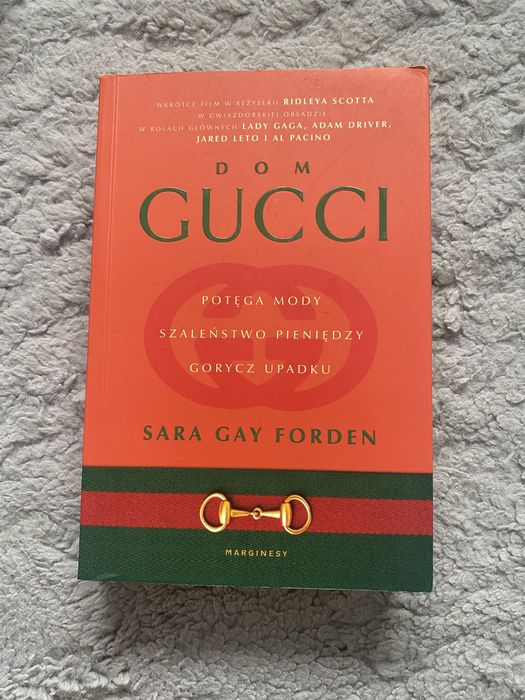 WKRÓTCE FILM W REŻYSERII RIDLEYA SCOTTA
W GWIAZDORSKIEJ OBSADZIE.
W ROLACH GŁÓWNYCH LADY GAGA, ADAM DRIVER,
JARED LETO I AL PACINO
DOM
GUCCI
POTĘGA MODY
SZALEŃSTWO PIENIĘDZY
GORYCZ UPADKU
SARA GAY FORDEN
MARGINESY